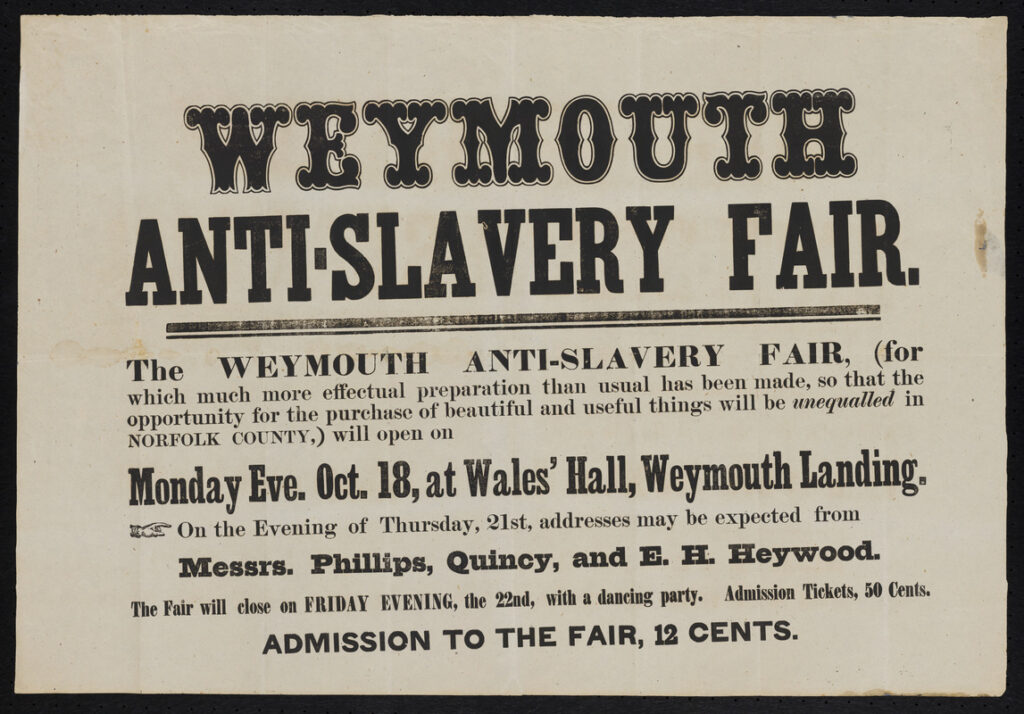 WEYMOUTH
ANTI-SLAVERY FAIR.
The WEYMOUTH ANTI-SLAVERY FAIR, (for
which much more effectual preparation than usual has been made, so that the
opportunity for the purchase of beautiful and useful things will be unequalled in
NORFOLK COUNTY,) will open on
Monday Eve. Oct. 18, at Wales' Hall, Weymouth Landing.
☞ On the Evening of Thursday, 21st, addresses may be expected from
Messrs. Phillips, Quincy, and E. H. Heywood.
The Fair will close on FRIDAY EVENING, the 22nd, with a dancing party. Admission Tickets, 50 Cents.
ADMISSION TO THE FAIR, 12 CENTS.